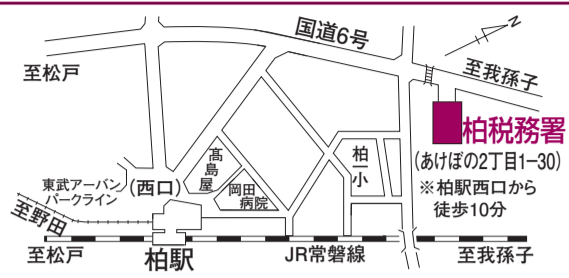 国道6号
N
至松戸
至我孫子
柏税務署
(あけぼの2丁目1−30)
※柏駅西口から
徒歩10分
髙島屋
岡田病院
柏一小
東武アーバン
パークライン
(西口)
至野田
至松戸
柏駅
JR常磐線
至我孫子